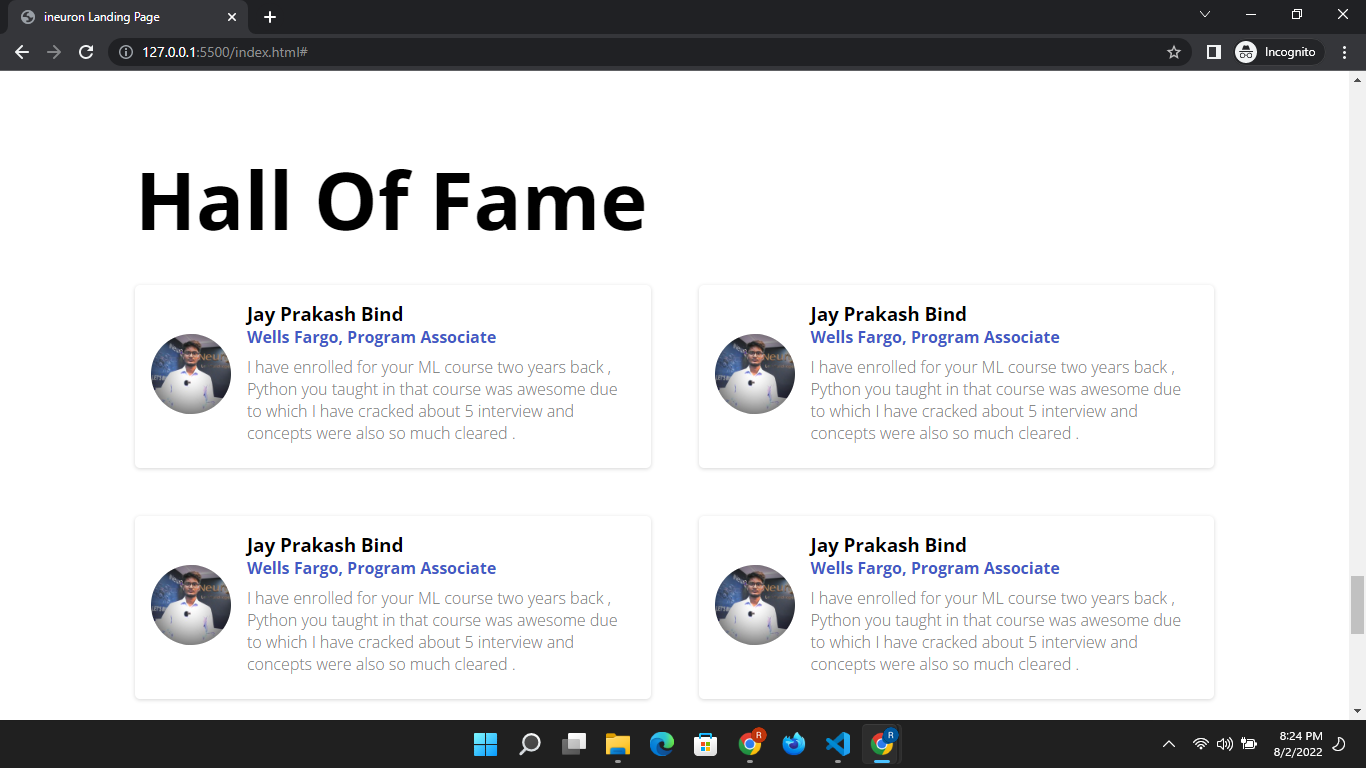 ineuron Landing Page
127.0.0.1:5500/index.html#
Incognito
Hall Of Fame
Jay Prakash Bind
Wells Fargo, Program Associate
I have enrolled for your ML course two years back ,
Python you taught in that course was awesome due
to which I have cracked about 5 interview and
concepts were also so much cleared .
Jay Prakash Bind
Wells Fargo, Program Associate
I have enrolled for your ML course two years back ,
Python you taught in that course was awesome due
to which I have cracked about 5 interview and
concepts were also so much cleared .
Jay Prakash Bind
Wells Fargo, Program Associate
I have enrolled for your ML course two years back ,
Python you taught in that course was awesome due
to which I have cracked about 5 interview and
concepts were also so much cleared .
Jay Prakash Bind
Wells Fargo, Program Associate
I have enrolled for your ML course two years back ,
Python you taught in that course was awesome due
to which I have cracked about 5 interview and
concepts were also so much cleared .
R
R
8:24 PM
8/2/2022